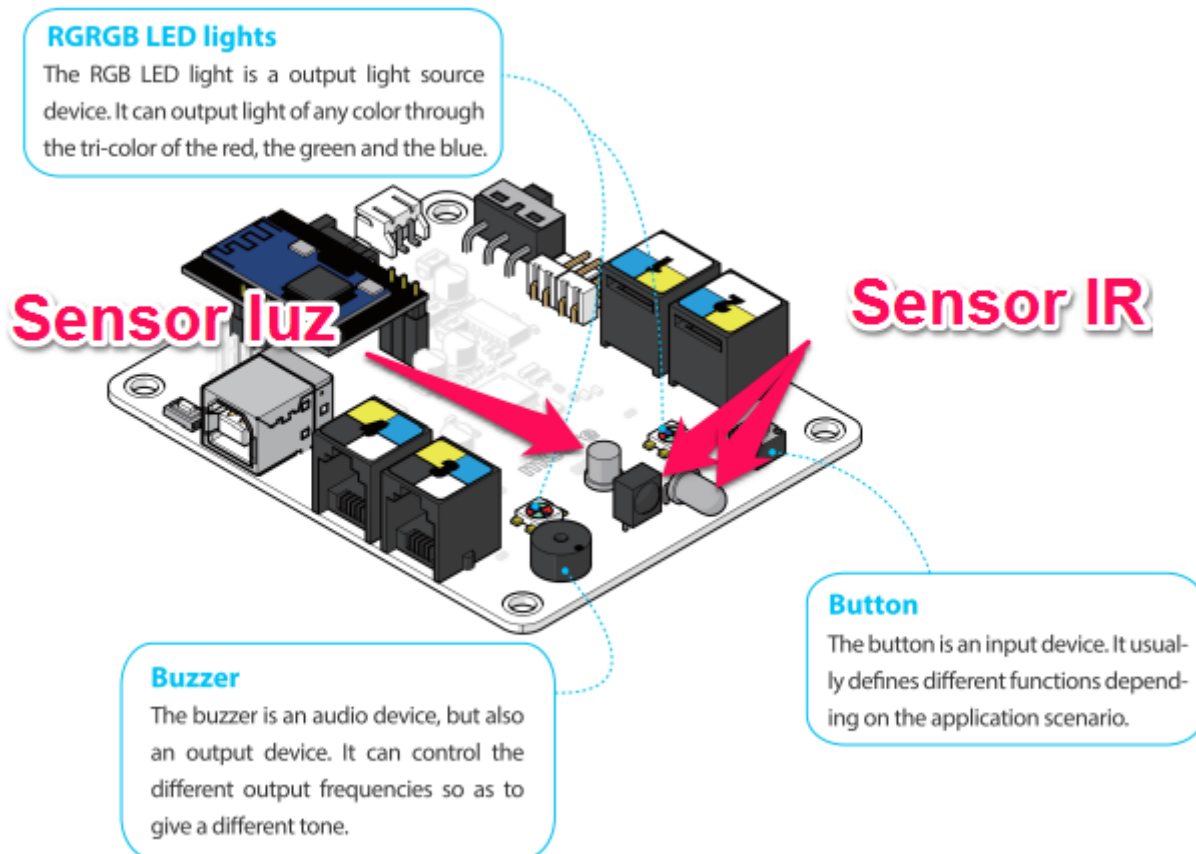 RGRGB LED lights
The RGB LED light is a output light source
device. It can output light of any color through
the tri-color of the red, the green and the blue.
Sensor luz
Sensor IR
Button
The button is an input device. It usual-
ly defines different functions depend-
ing on the application scenario.
Buzzer
The buzzer is an audio device, but also
an output device. It can control the
different output frequencies so as to
give a different tone.